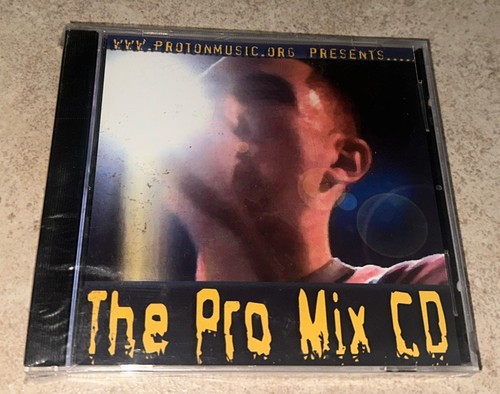 WWW.PROTONMUSIC.ORG PRESENTS.....
The Pro Mix CD